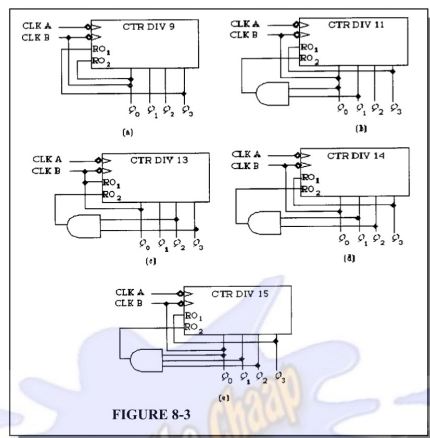 CTR DIV 9
CLK A
CLK B
RO1
RO2
Q0 Q1 Q2 Q3
(a)
CTR DIV 11
CLK A
CLK B
RO1
RO2
Q0 Q1 Q2 Q3
(b)
CTR DIV 13
CLK A
CLK B
RO1
RO2
Q0 Q1 Q2 Q3
(c)
CTR DIV 14
CLK A
CLK B
RO1
RO2
Q0 Q1 Q2 Q3
(d)
CTR DIV 15
CLK A
CLK B
RO1
RO2
Q0 Q1 Q2 Q3
(e)
FIGURE 8-3